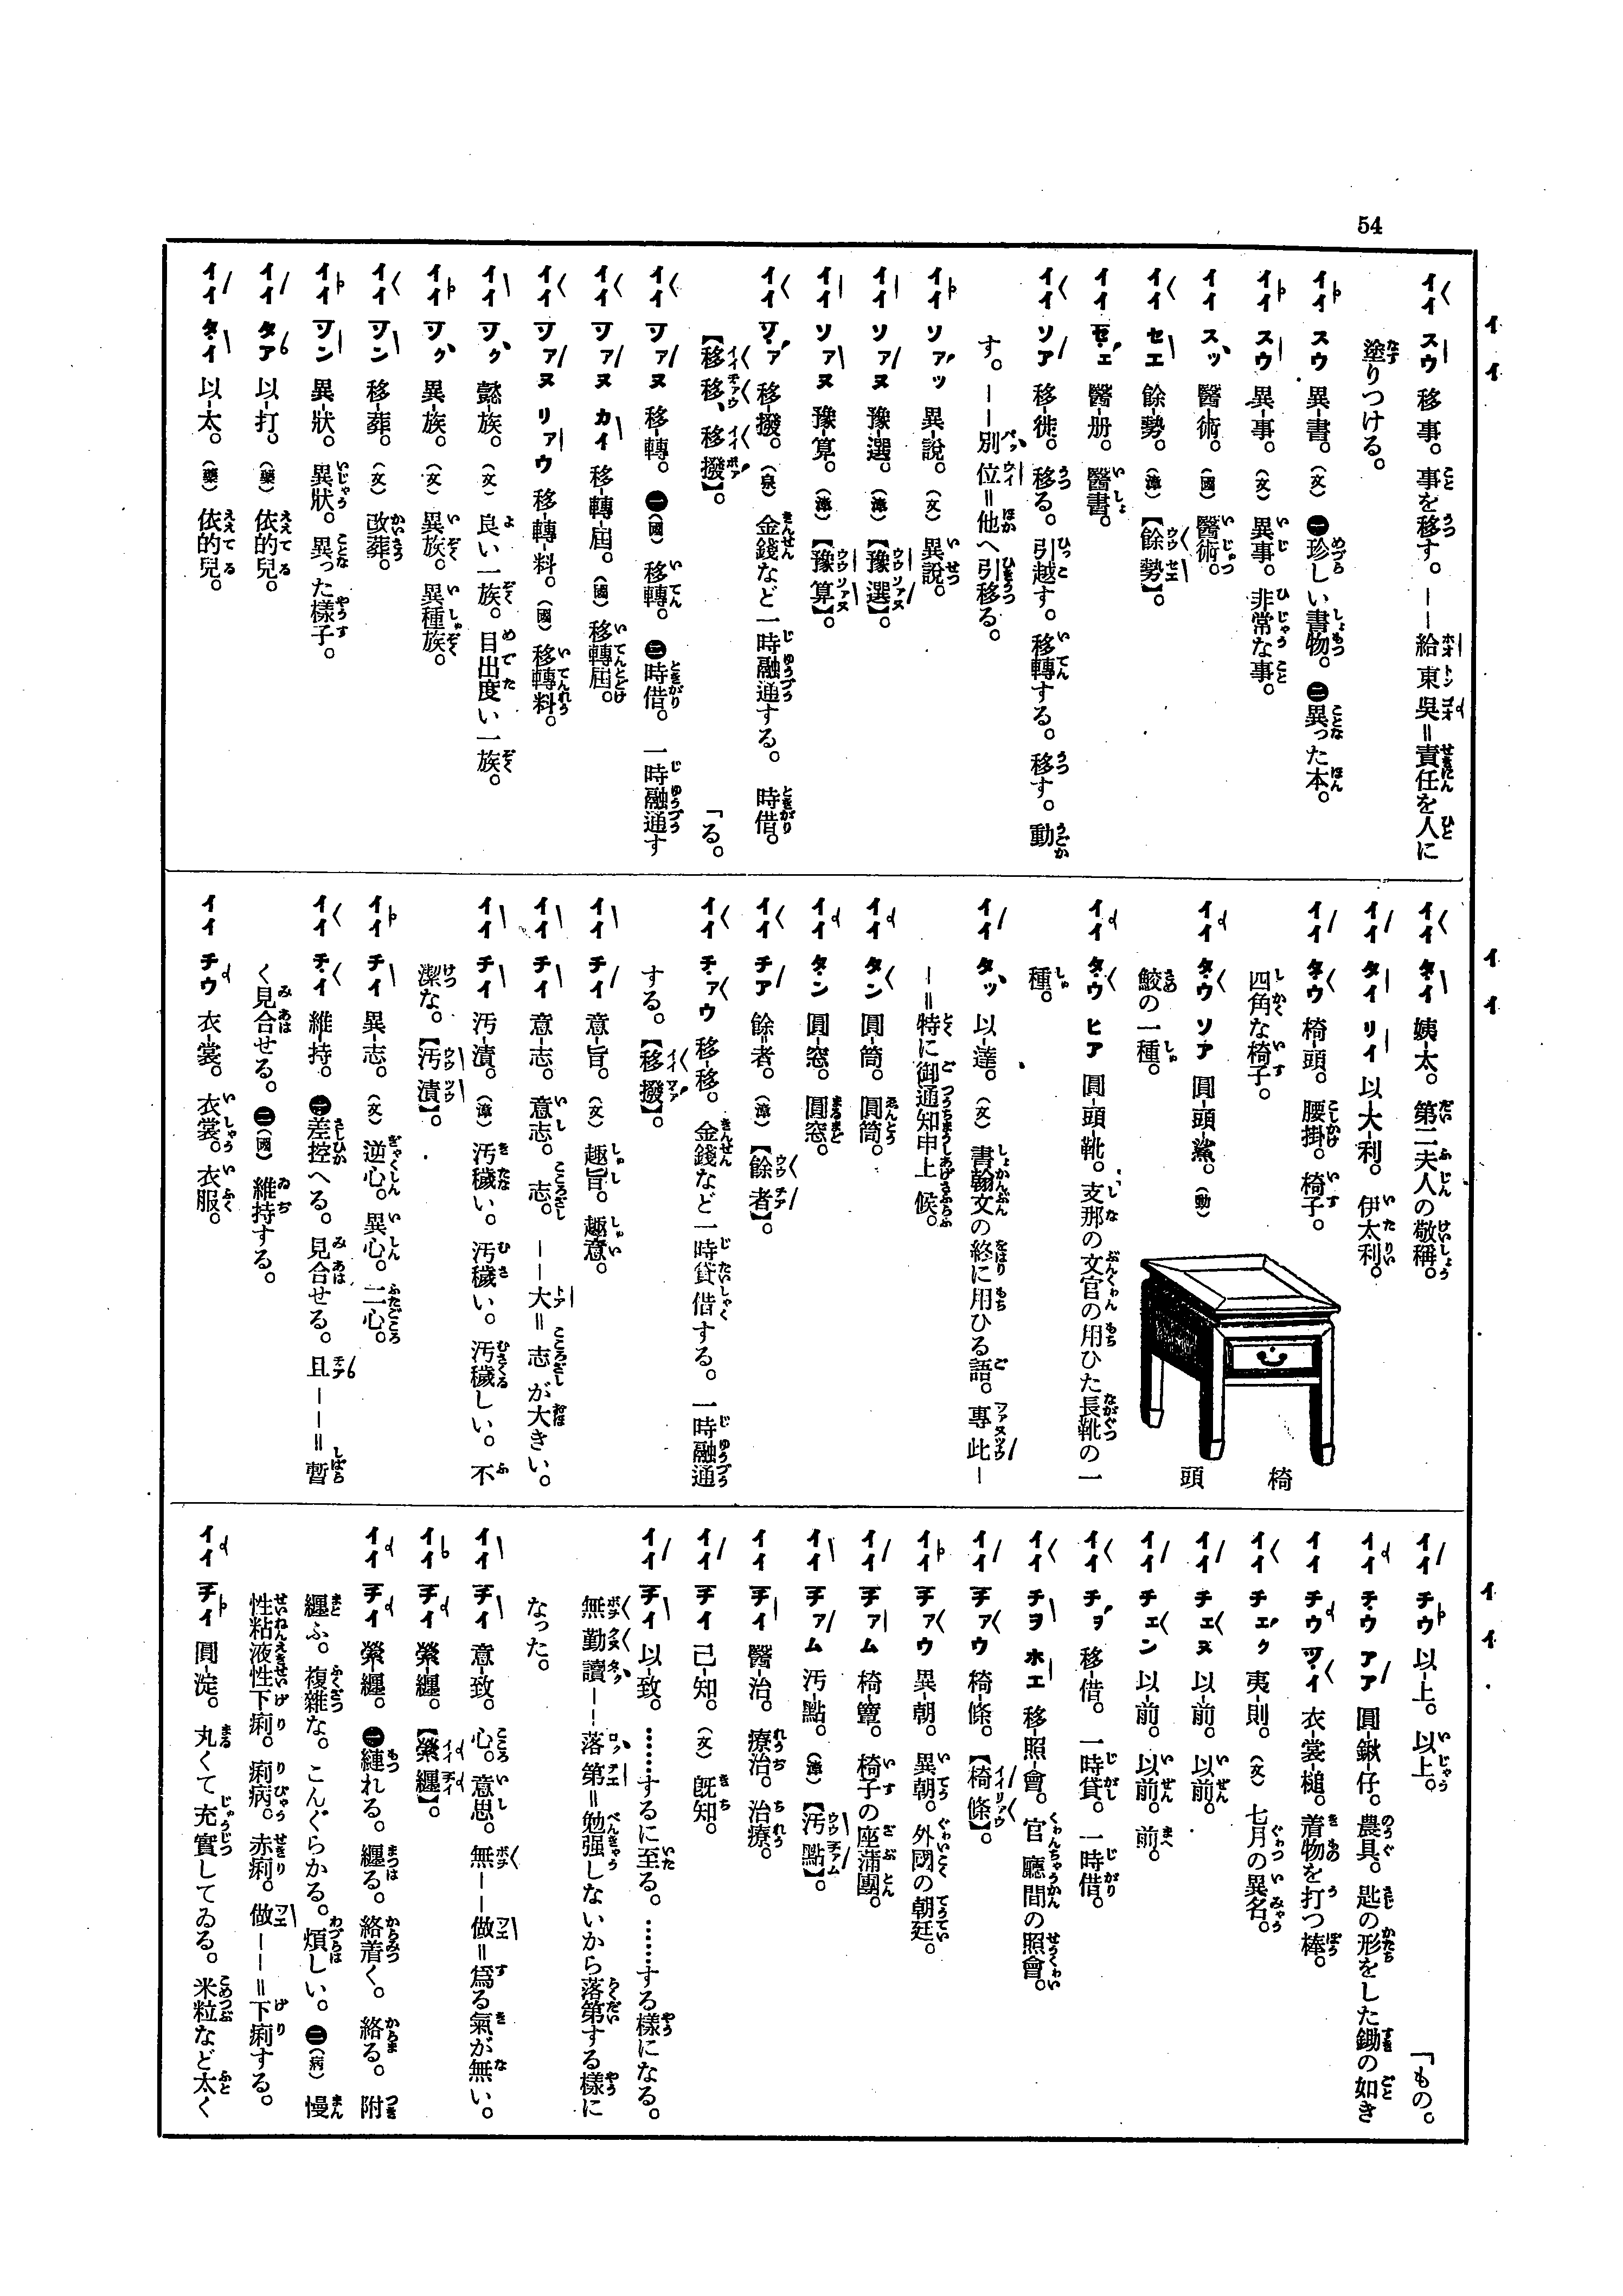 54
イイ
イイ スウ 移-事。事を移す。――給東吳＝責任を人に
塗りつける。
イイ スウ 異-書。(文) ㊀珍しい書物。㊁異った本。
イイ スウ 異-事。(文) 異事。非常な事。
イイ スッ 醫-術。(國) 醫術。
イイ セエ 餘-勢。(漳)【餘勢】。
イイ セェ 醫-册。醫書。
イイ ソア 移-徙。移る。引越す。移轉する。移す。動
す。――別位＝他へ引移る。
イイ ソァッ 異-說。(文) 異說。
イイ ソァヌ 豫-選。(漳)【豫選】。
イイ ソァヌ 豫-算。(漳)【豫算】。
イイ ツァ 移-撥。(泉) 金錢など一時融通する。時借。
【移移、移撥】。
イイ ツァヌ 移-轉。㊀(國) 移轉。㊁時借。一時融通す
「る。
イイ ツァヌ カイ 移-轉-屆。(國) 移轉屆。
イイ ツァヌ リァウ 移-轉-料。(國) 移轉料。
イイ ツク 懿-族。(文) 良い一族。目出度い一族。
イイ ツク 異-族。(文) 異族。異種族。
イイ ツン 移-葬。(文) 改葬。
イイ ツン 異-狀。異狀。異った樣子。
イイ タア 以-打。(藥) 依的兒。
イイ タイ 以-太。(藥) 依的兒。
イイ
イイ タイ 姨-太。第二夫人の敬稱。
イイ タイ リイ 以大-利。伊太利。
イイ タウ 椅-頭。腰掛。椅子。
四角な椅子。
イイ タウ ソア 圓-頭-鯊。(動)
鮫の一種。
椅頭
イイ タウ ヒア 圓-頭-靴。支那の文官の用ひた長靴の一
種。
イイ タッ 以-達。(文) 書翰文の終に用ひる語。專此―
―＝特に御通知申上候。
イイ タン 圓-筒。圓筒。
イイ タン 圓-窓。圓窓。
イイ チア 餘-者。(漳)【餘者】。
イイ チァウ 移-移。金錢など一時貸借する。一時融通
する。【移撥】。
イイ チイ 意-旨。(文) 趣旨。趣意。
イイ チイ 意-志。意志。志。――大＝志が大きい。
イイ チイ 汚-漬。(漳) 汚穢い。汚穢い。汚穢しい。不
潔な。【汚漬】。
イイ チイ 異-志。(文) 逆心。異心。二心。
イイ チイ 維-持。㊀差控へる。見合せる。且――＝暫
く見合せる。㊁(國) 維持する。
イイ チウ 衣-裳。衣裳。衣服。
イイ
イイ チウ 以-上。以上。
イイ チウ アア 圓-鍬-仔。農具。匙の形をした鋤の如き
「もの。
イイ チウ ツイ 衣-裳-槌。着物を打つ棒。
イイ チェク 夷-則。(文) 七月の異名。
イイ チェヌ 以-前。以前。
イイ チェン 以-前。以前。前。
イイ チヲ 移-借。一時貸。一時借。
イイ チヲ ホエ 移-照-會。官廳間の照會。
イイ チァウ 椅-條。【椅條】。
イイ チァウ 異-朝。異朝。外國の朝廷。
イイ チァム 椅-簟。椅子の座蒲團。
イイ チァム 汚-點。(漳)【汚點】。
イイ チイ 醫-治。療治。治療。
イイ チイ 已-知。(文) 旣知。
イイ チイ 以-致。……するに至る。……する樣になる。
無勤讀――落第＝勉强しないから落第する樣に
なった。
イイ チイ 意-致。心。意思。無――做＝爲る氣が無い。
イイ チイ 縈-纒。【縈纒】。
イイ チイ 縈-纒。㊀縺れる。纒る。絡着く。絡る。附
纒ふ。複雜な。こんぐらかる。煩しい。㊁(病) 慢
性粘液性下痢。痢病。赤痢。做――＝下痢する。
イイ チイ 圓-淀。丸くて充實してゐる。米粒など太く